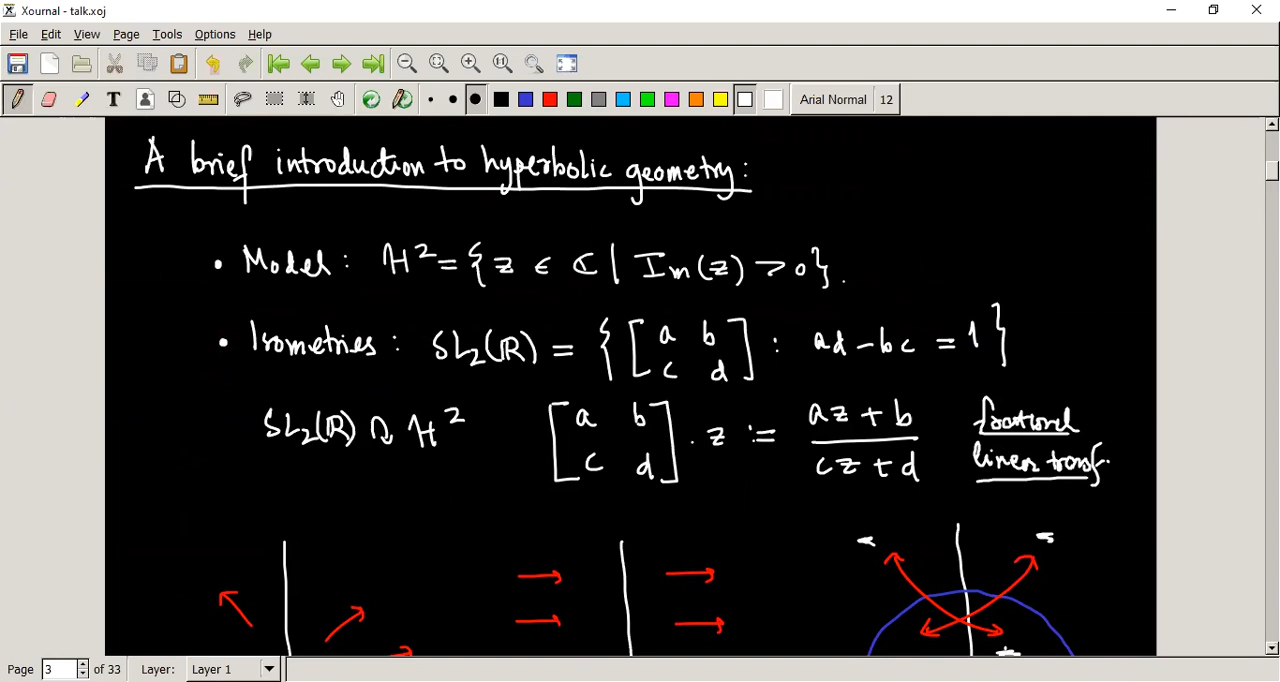 Xournal - talk.xoj
File Edit View Page Tools Options Help
Arial Normal 12
A brief introduction to hyperbolic geometry:
• Model: H² = {z ∈ ℂ | Im(z) > 0}.
• Isometries: SL₂(ℝ) = { [a b; c d] : ad - bc = 1 }
SL₂(ℝ) ↷ H² [a b; c d] . z := (az + b)/(cz + d) fractional
linear transf.
Page 3 of 33 Layer: Layer 1